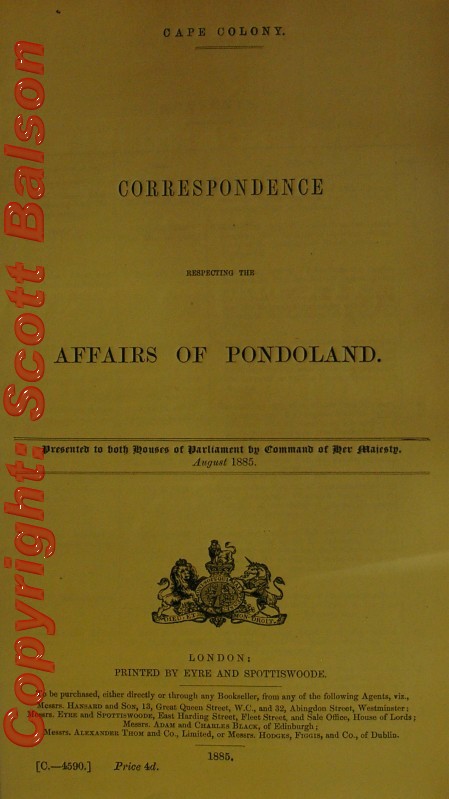 CAPE COLONY.
CORRESPONDENCE
RESPECTING THE
AFFAIRS OF PONDOLAND.
Presented to both Houses of Parliament by Command of Her Majesty.
August 1885.
LONDON:
PRINTED BY EYRE AND SPOTTISWOODE.
To be purchased, either directly or through any Bookseller, from any of the following Agents, viz.,
Messrs. HANSARD and SON, 13, Great Queen Street, W.C., and 32, Abingdon Street, Westminster;
Messrs. EYRE and SPOTTISWOODE, East Harding Street, Fleet Street, and Sale Office, House of Lords;
Messrs. ADAM and CHARLES BLACK, of Edinburgh;
Messrs. ALEXANDER THOM and Co., Limited, or Messrs. HODGES, FIGGIS, and Co., of Dublin.
1885.
[C.—4590.] Price 4d.
Copyright: Scott Balson